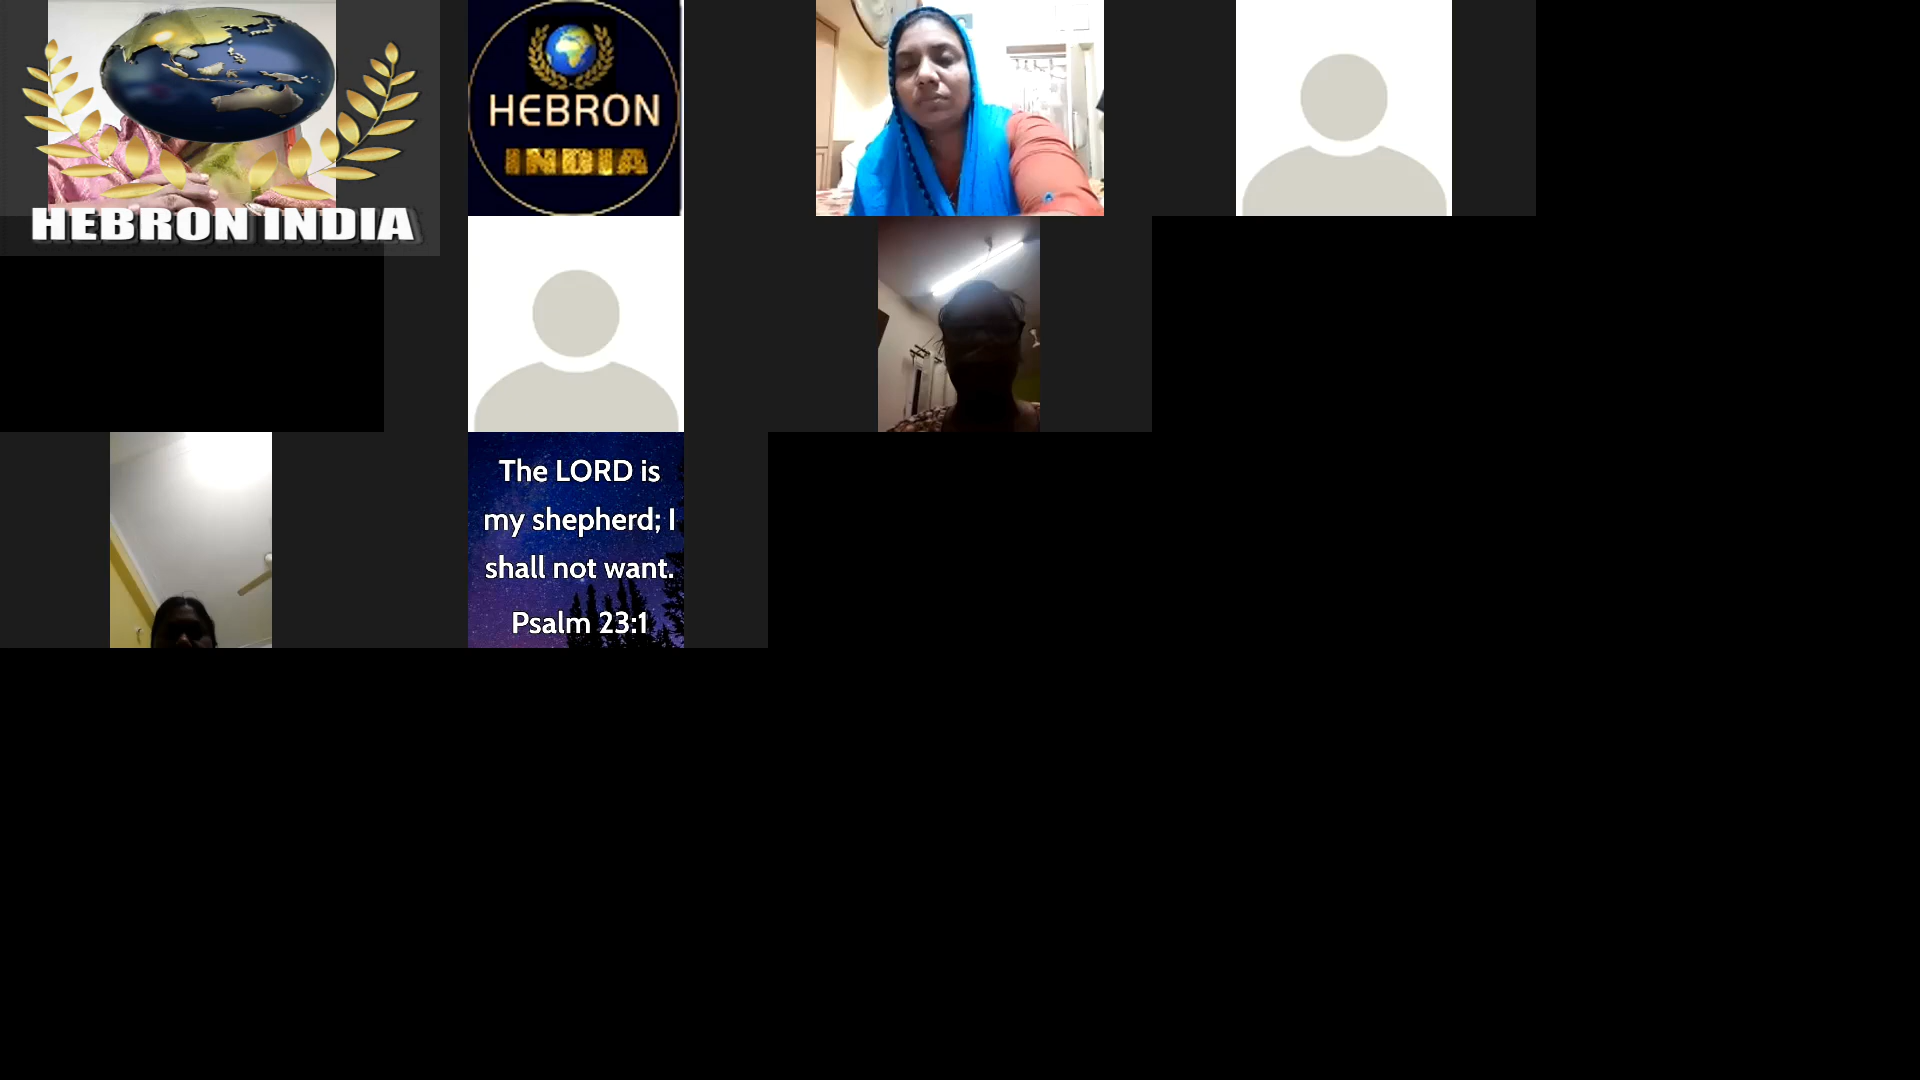 HEBRON INDIA
HEBRON
INDIA
The LORD is
my shepherd; I
shall not want.
Psalm 23:1